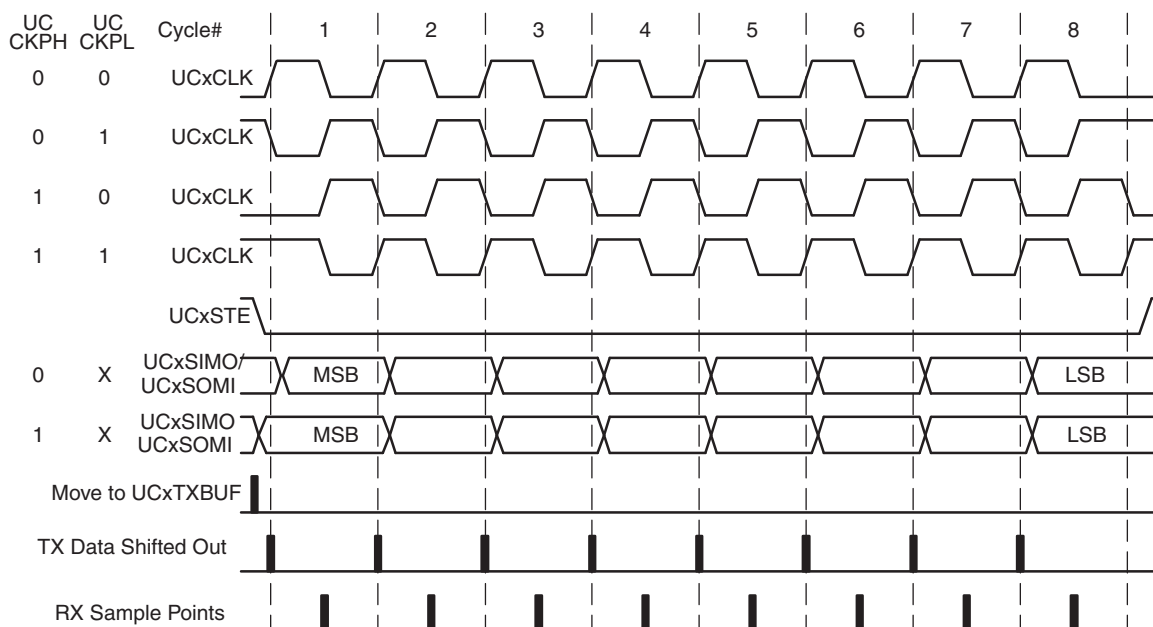 UC CKPH UC CKPL Cycle# 1 2 3 4 5 6 7 8
0 0 UCxCLK
0 1 UCxCLK
1 0 UCxCLK
1 1 UCxCLK
UCxSTE
0 X UCxSIMO/ UCxSOMI MSB LSB
1 X UCxSIMO UCxSOMI MSB LSB
Move to UCxTXBUF
TX Data Shifted Out
RX Sample Points